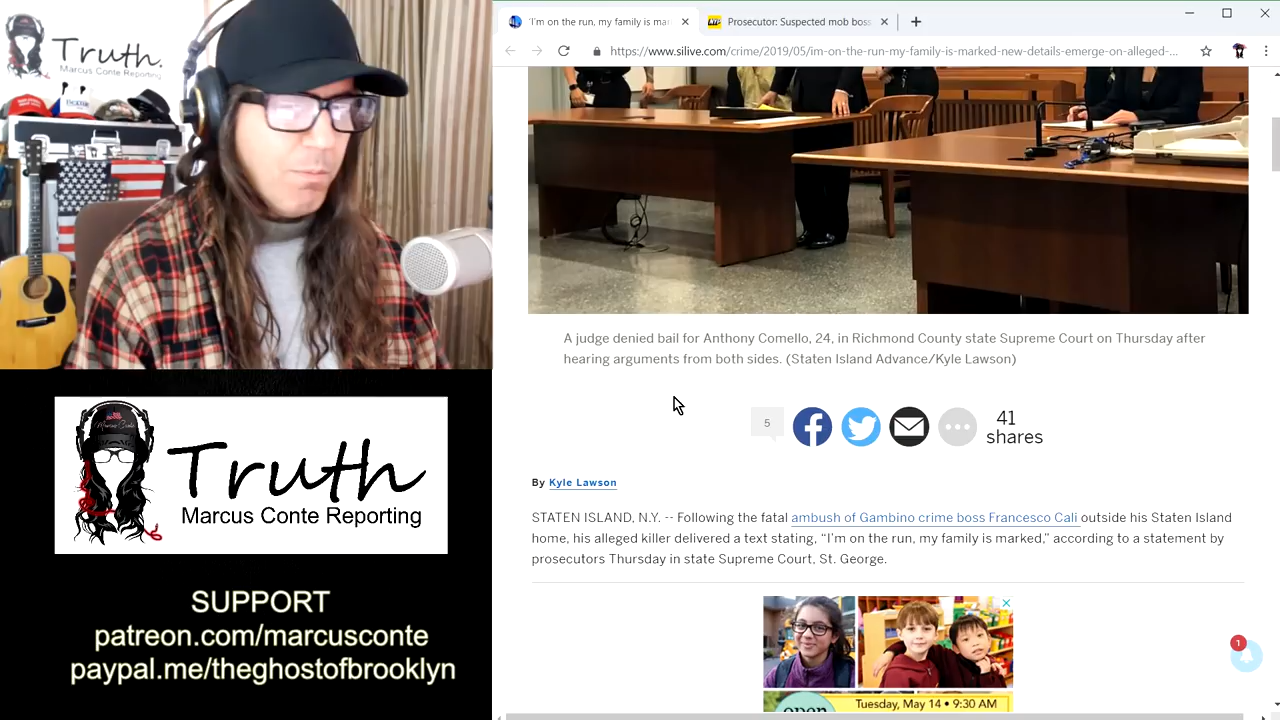 Truth.
Marcus Conte Reporting
Truth
Marcus Conte Reporting
SUPPORT
patreon.com/marcusconte
paypal.me/theghostofbrooklyn
'I'm on the run, my family is ma
Prosecutor: Suspected mob boss
https://www.silive.com/crime/2019/05/im-on-the-run-my-family-is-marked-new-details-emerge-on-alleged-...
A judge denied bail for Anthony Comello, 24, in Richmond County state Supreme Court on Thursday after
hearing arguments from both sides. (Staten Island Advance/Kyle Lawson)
5
41
shares
By Kyle Lawson
STATEN ISLAND, N.Y. -- Following the fatal ambush of Gambino crime boss Francesco Cali outside his Staten Island
home, his alleged killer delivered a text stating, “I'm on the run, my family is marked,” according to a statement by
prosecutors Thursday in state Supreme Court, St. George.
open
Tuesday, May 14 • 9:30 AM
1